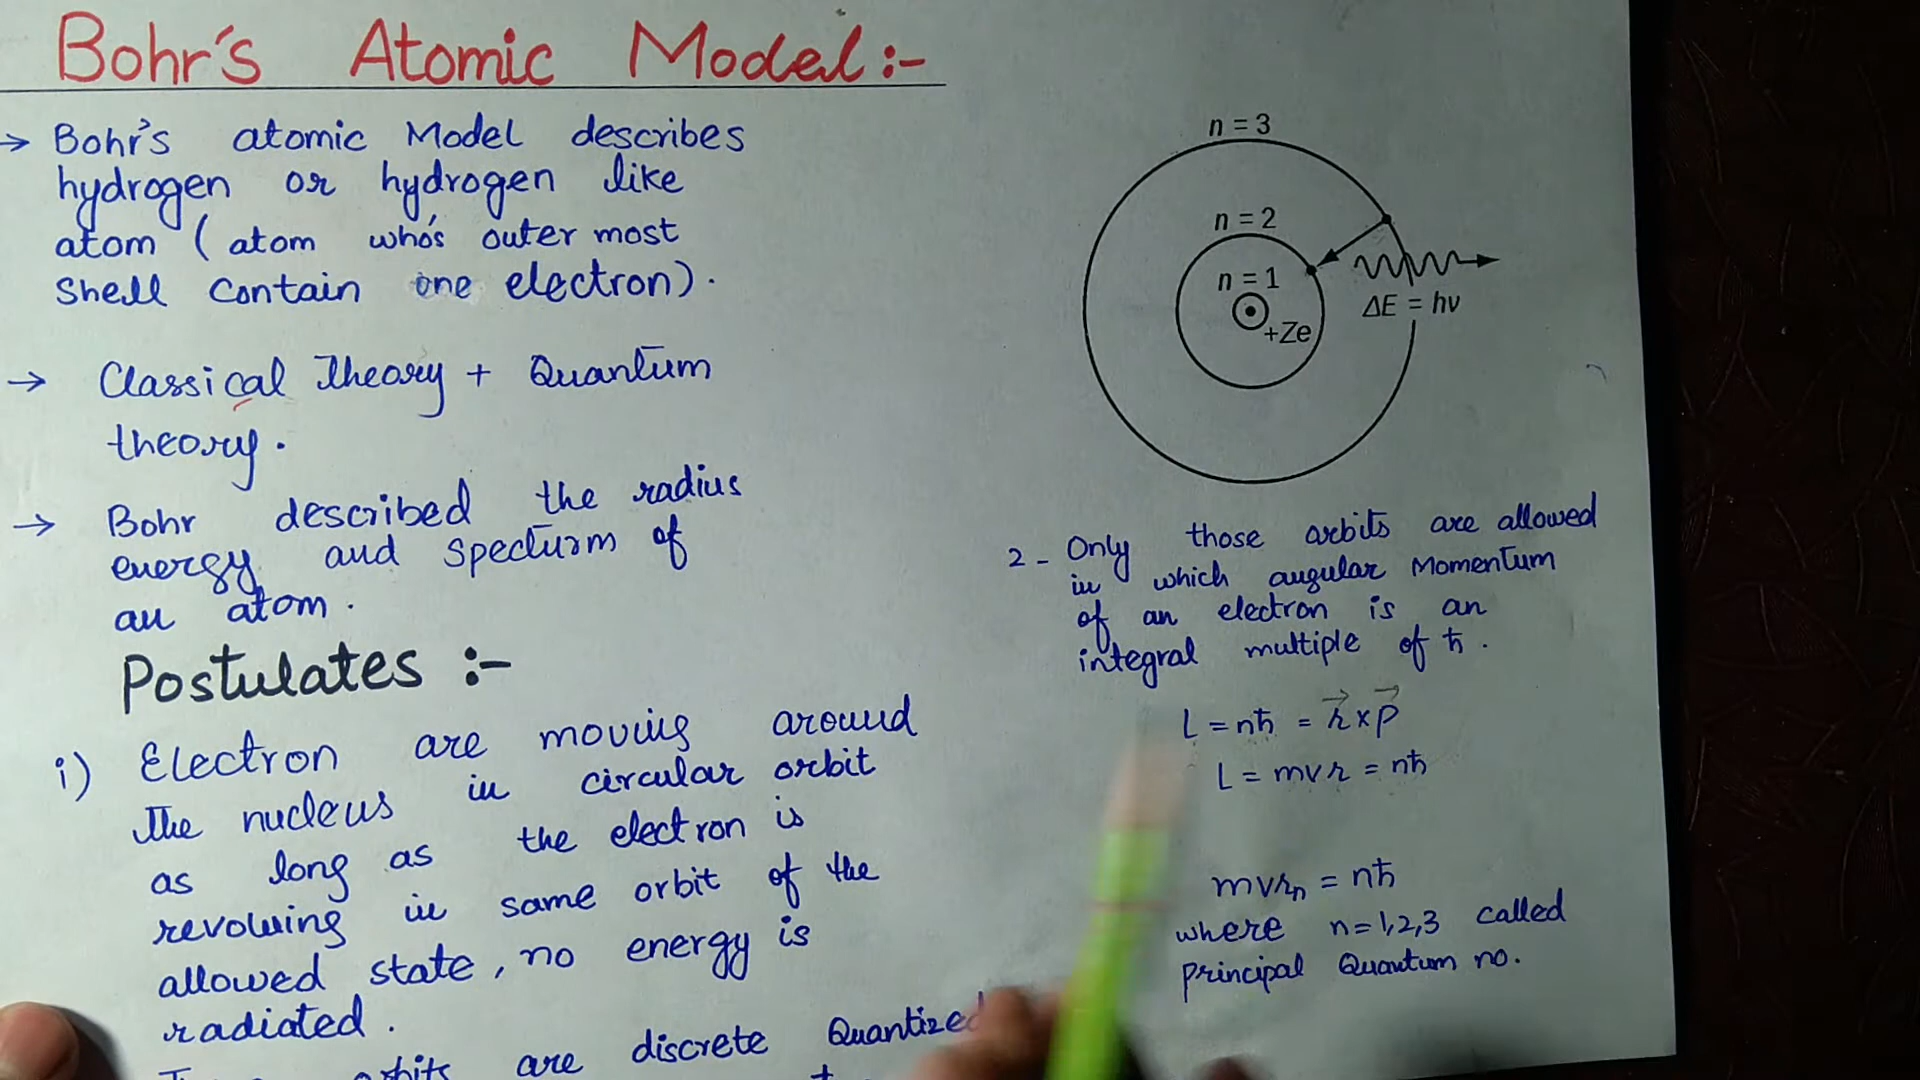 Bohr's Atomic Model :-
→ Bohr's atomic Model describes
hydrogen or hydrogen like
atom ( atom who's outer most
shell contain one electron).
→ Classical Theory + Quantum
theory.
→ Bohr described the radius
energy and specturm of
an atom.
Postulates :-
i) Electron are moving around
the nucleus in circular orbit
as long as the electron is
revolving in same orbit of the
allowed state, no energy is
radiated.
orbits are discrete Quantized
n = 3
n = 2
n = 1
+Ze
ΔE = hν
2 - Only those orbits are allowed
in which angular Momentum
of an electron is an
integral multiple of ħ.
L = nħ = r⃗ × p⃗
L = mvr = nħ
mvrₙ = nħ
where n=1,2,3 called
principal Quantum no.